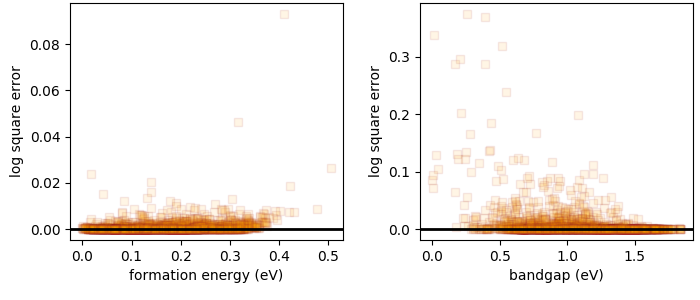 log square error
0.08
0.06
0.04
0.02
0.00
0.0 0.1 0.2 0.3 0.4 0.5
formation energy (eV)
log square error
0.3
0.2
0.1
0.0
0.0 0.5 1.0 1.5
bandgap (eV)